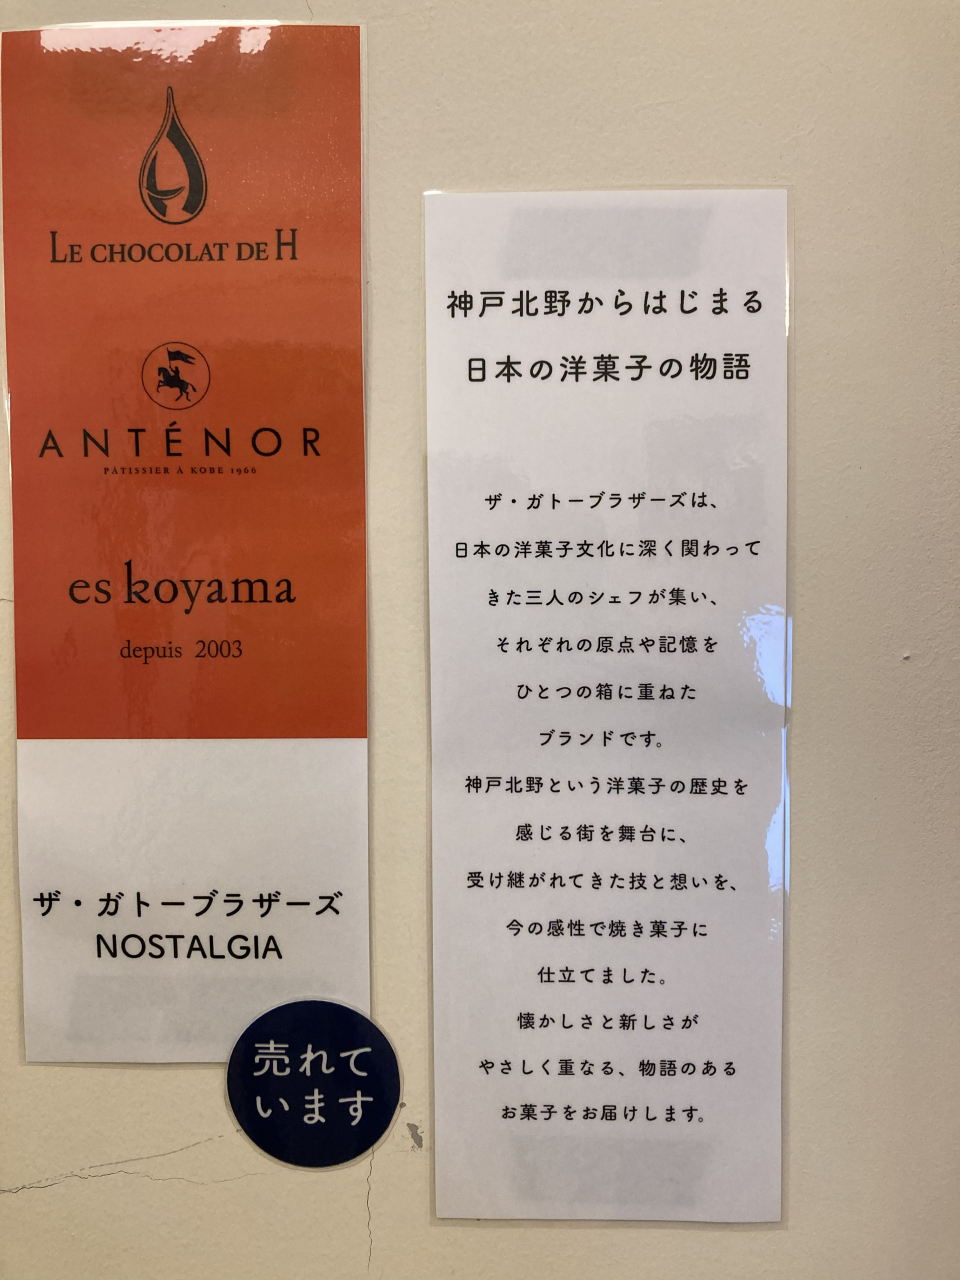 LE CHOCOLAT DE H
ANTÉNOR
PÂTISSIER À KOBE 1966
es koyama
depuis 2003
ザ・ガトーブラザーズ
NOSTALGIA
売れて
います
神戸北野からはじまる
日本の洋菓子の物語
ザ・ガトーブラザーズは、
日本の洋菓子文化に深く関わって
きた三人のシェフが集い、
それぞれの原点や記憶を
ひとつの箱に重ねた
ブランドです。
神戸北野という洋菓子の歴史を
感じる街を舞台に、
受け継がれてきた技と想いを、
今の感性で焼き菓子に
仕立てました。
懐かしさと新しさが
やさしく重なる、物語のある
お菓子をお届けします。